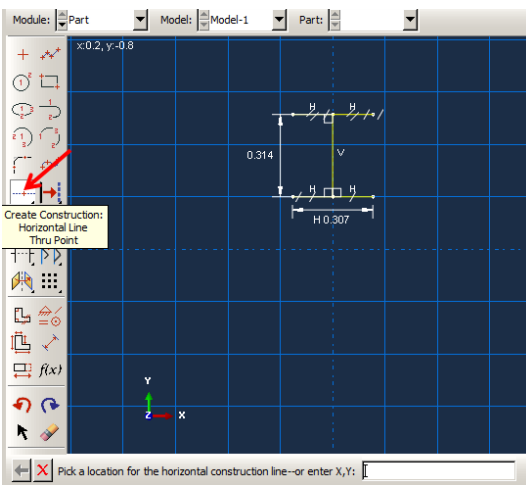 Module: Part Model: Model-1 Part:
x:0.2, y:-0.8
H H
0.314
V
H H
H 0.307
Create Construction:
Horizontal Line
Thru Point
f(x)
Y
Z X
Pick a location for the horizontal construction line--or enter X,Y: